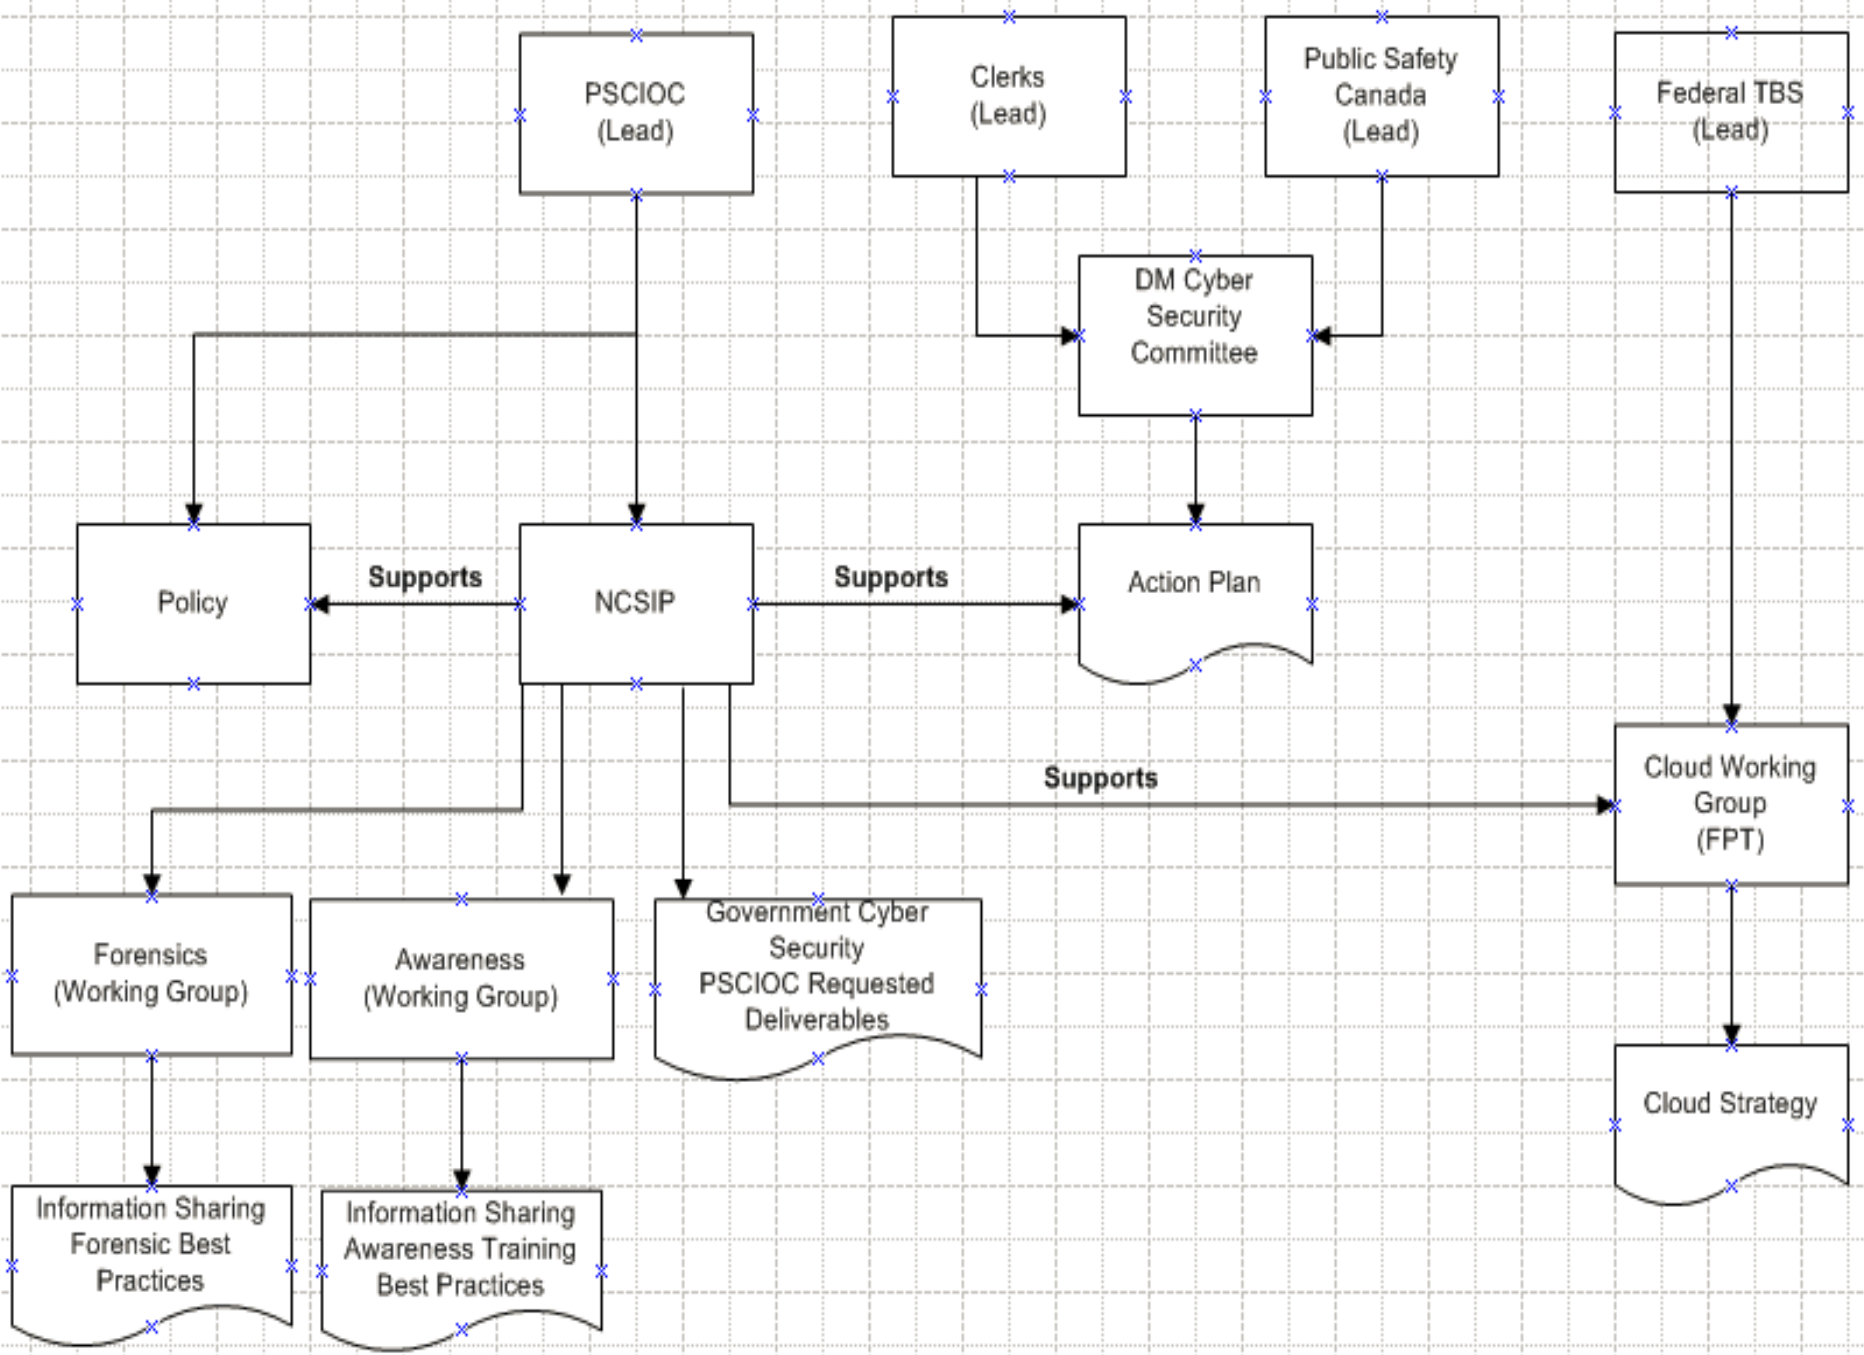 PSCIOC
(Lead)
Clerks
(Lead)
Public Safety
Canada
(Lead)
Federal TBS
(Lead)
DM Cyber
Security
Committee
Policy
Supports
NCSIP
Supports
Action Plan
Supports
Cloud Working
Group
(FPT)
Forensics
(Working Group)
Awareness
(Working Group)
Government Cyber
Security
PSCIOC Requested
Deliverables
Cloud Strategy
Information Sharing
Forensic Best
Practices
Information Sharing
Awareness Training
Best Practices